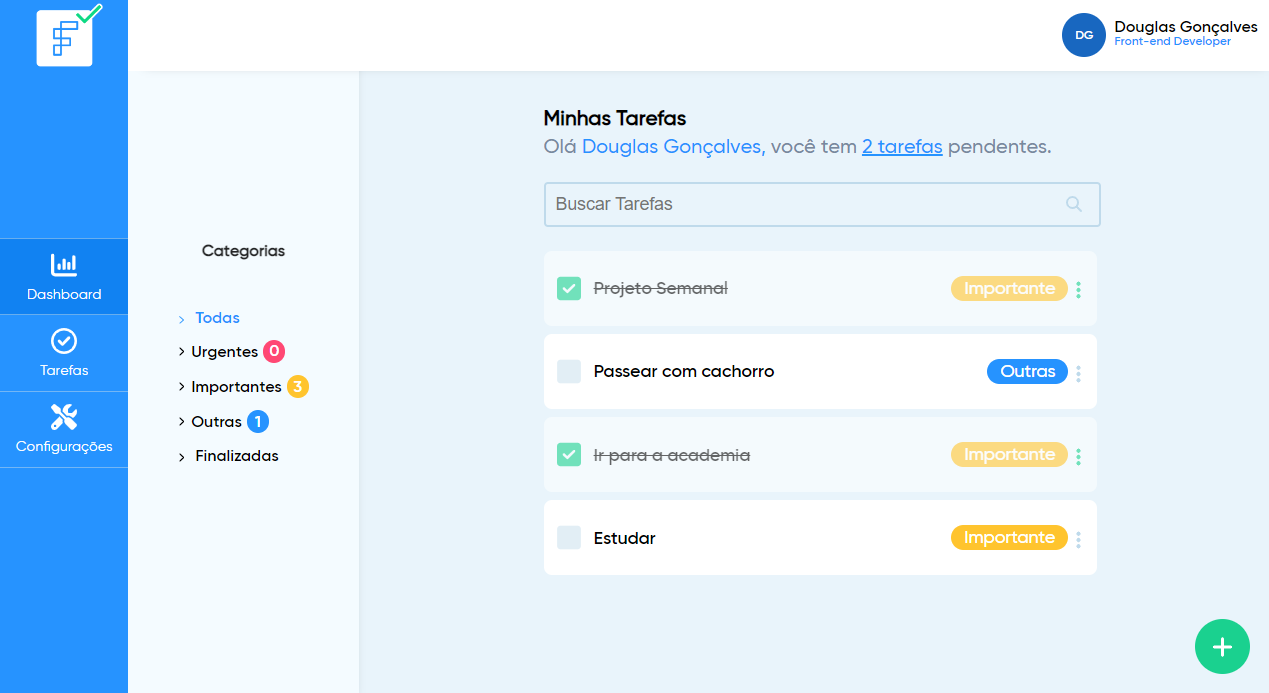 DG
Douglas Gonçalves
Front-end Developer
Dashboard
Tarefas
Configurações
Categorias
Todas
Urgentes 0
Importantes 3
Outras 1
Finalizadas
Minhas Tarefas
Olá Douglas Gonçalves, você tem 2 tarefas pendentes.
Buscar Tarefas
Projeto Semanal Importante
Passear com cachorro Outras
Ir para a academia Importante
Estudar Importante